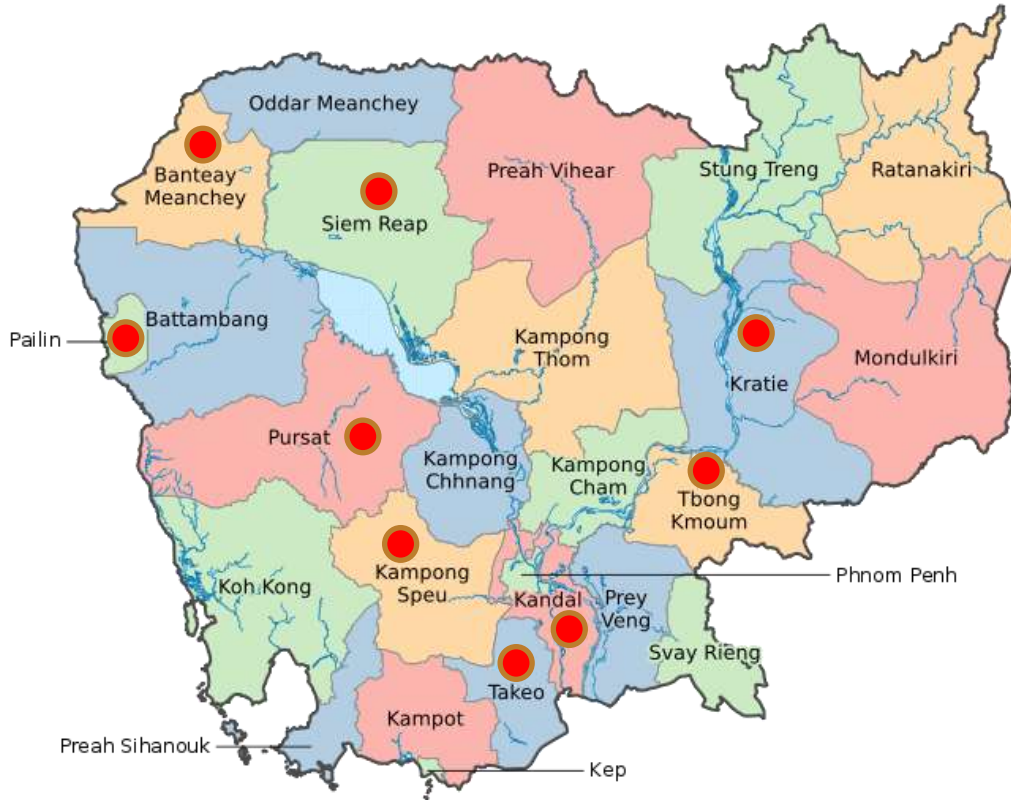 Oddar Meanchey
Banteay
Meanchey
Preah Vihear
Stung Treng
Ratanakiri
Siem Reap
Pailin
Battambang
Kampong
Thom
Kratie
Mondulkiri
Pursat
Kampong
Chhnang
Kampong
Cham
Tbong
Kmoum
Koh Kong
Kampong
Speu
Phnom Penh
Kandal
Prey
Veng
Svay Rieng
Takeo
Kampot
Preah Sihanouk
Kep